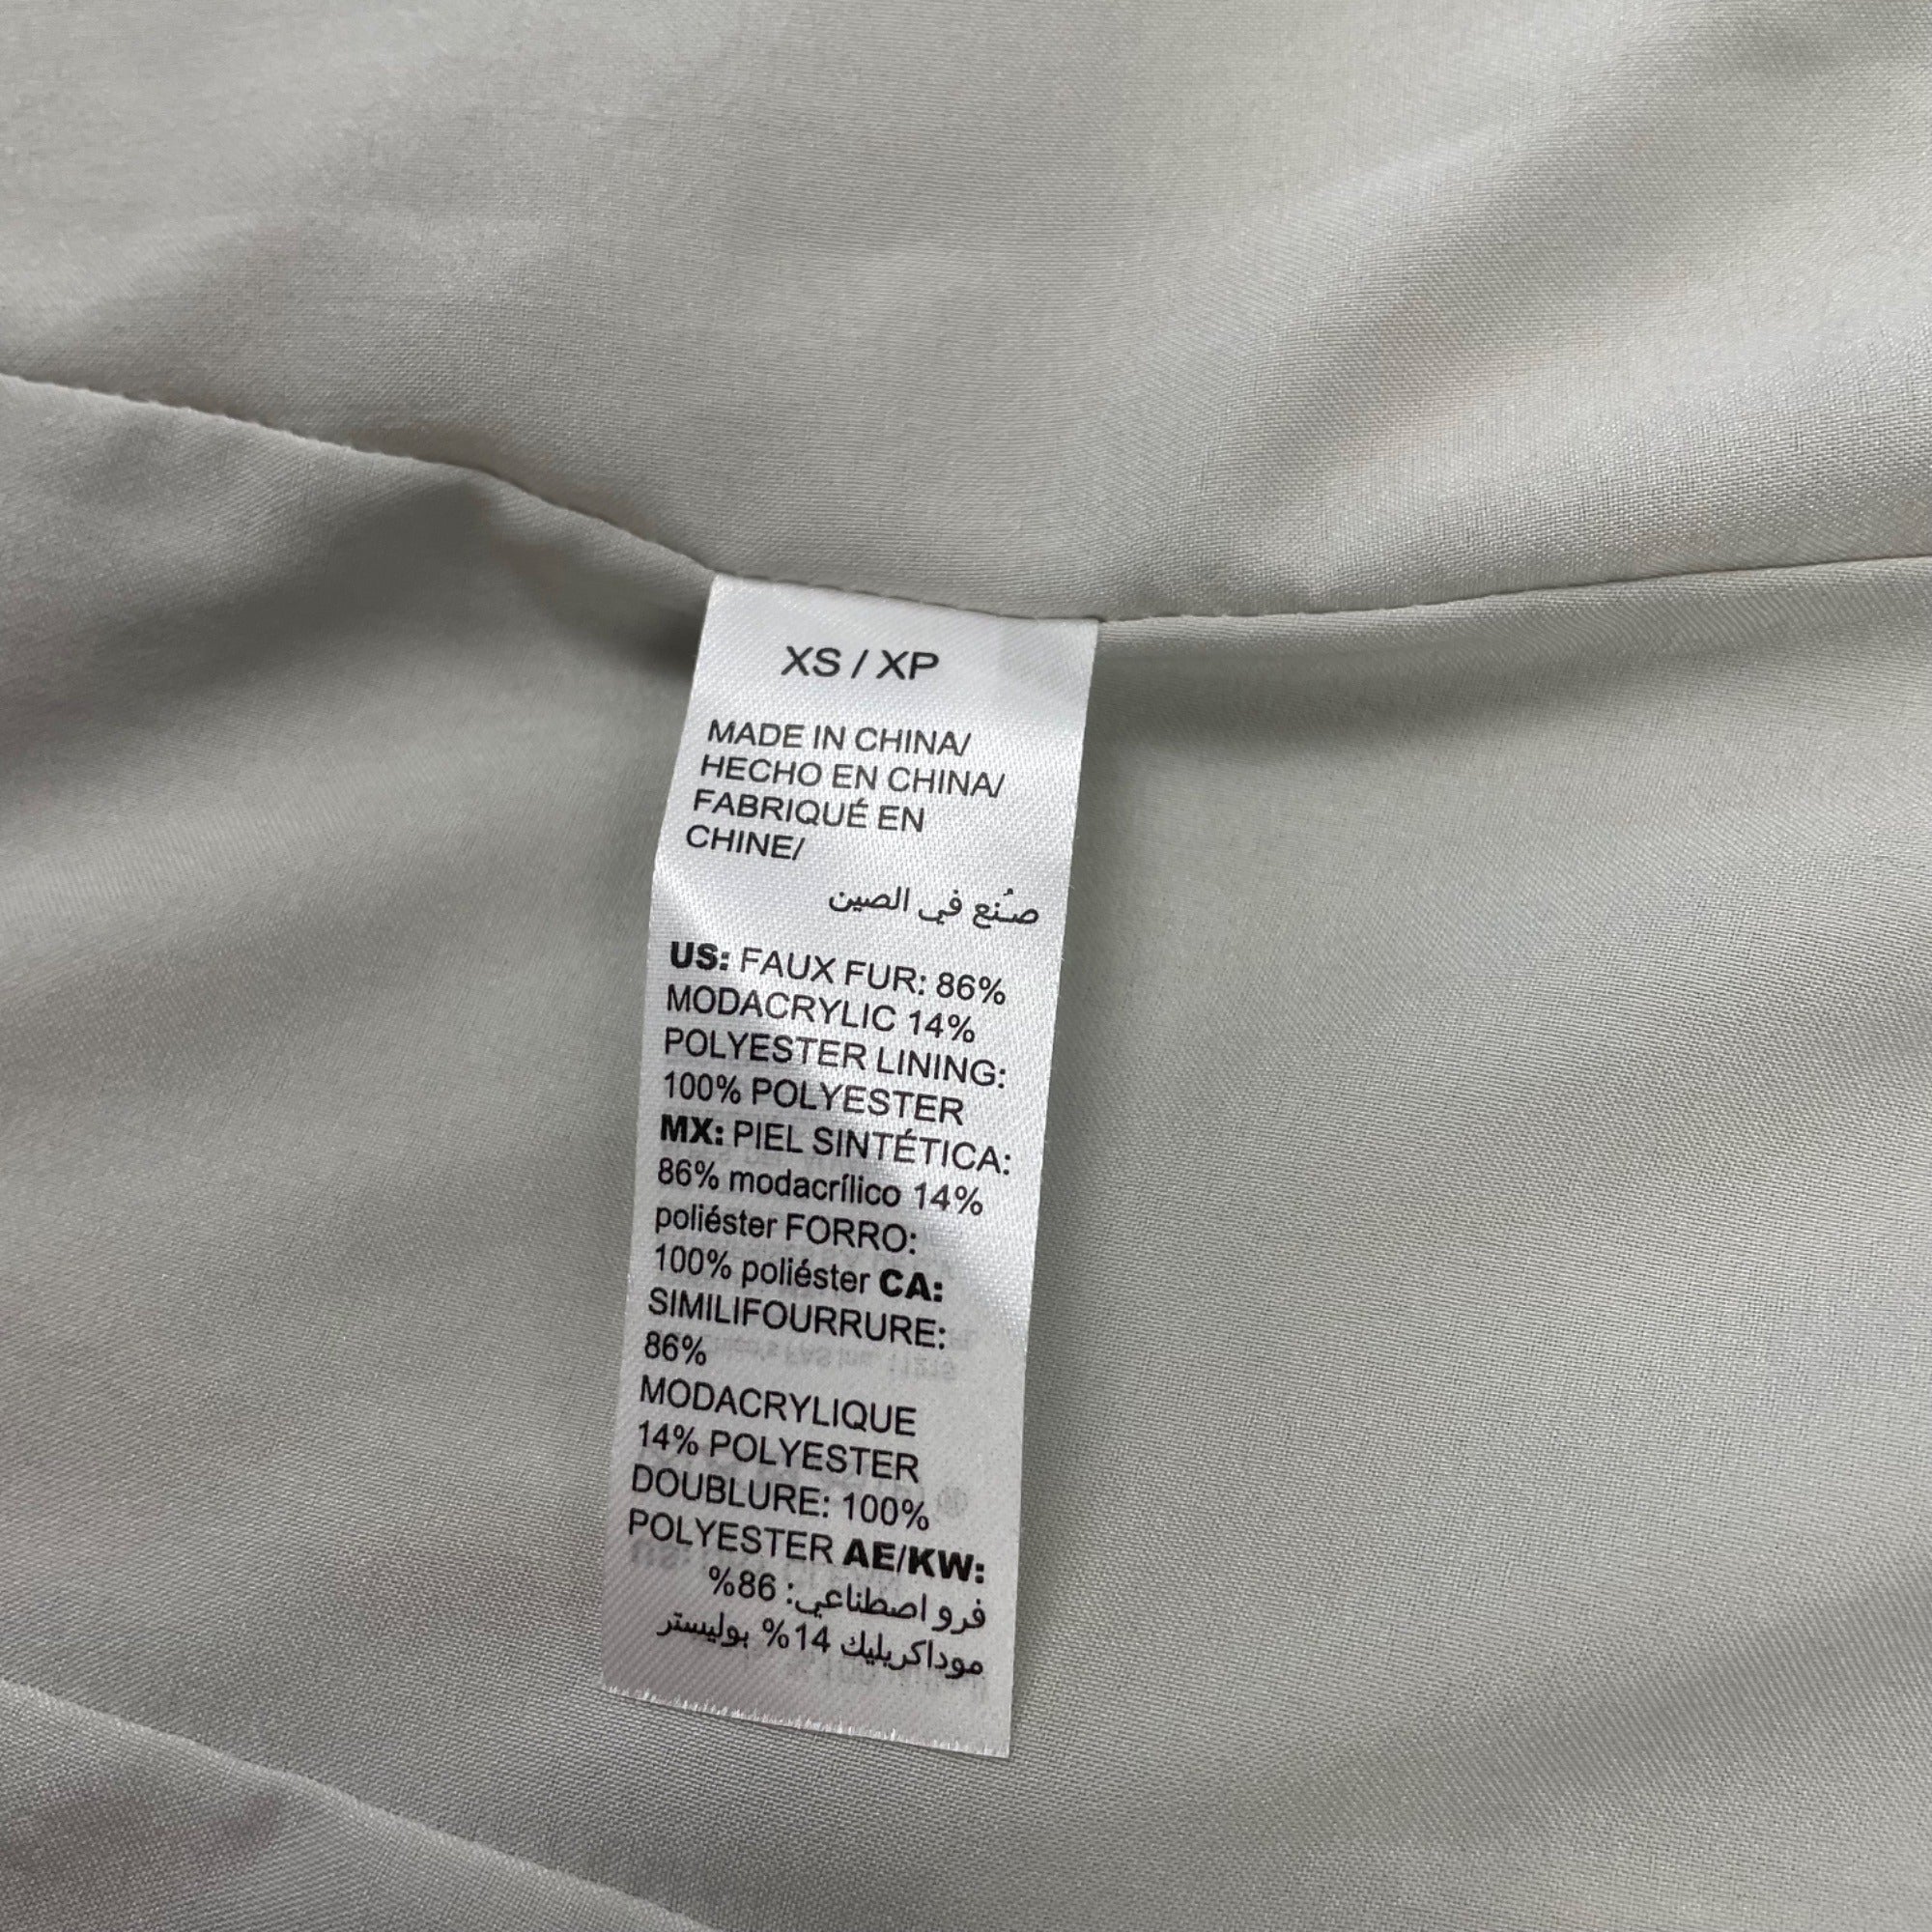 XS / XP
MADE IN CHINA/
HECHO EN CHINA/
FABRIQUÉ EN
CHINE/
صُنع في الصين
US: FAUX FUR: 86%
MODACRYLIC 14%
POLYESTER LINING:
100% POLYESTER
MX: PIEL SINTÉTICA:
86% modacrílico 14%
poliéster FORRO:
100% poliéster CA:
SIMILIFOURRURE:
86%
MODACRYLIQUE
14% POLYESTER
DOUBLURE: 100%
POLYESTER AE/KW:
فرو اصطناعي: 86%
موداكريليك 14% بوليستر